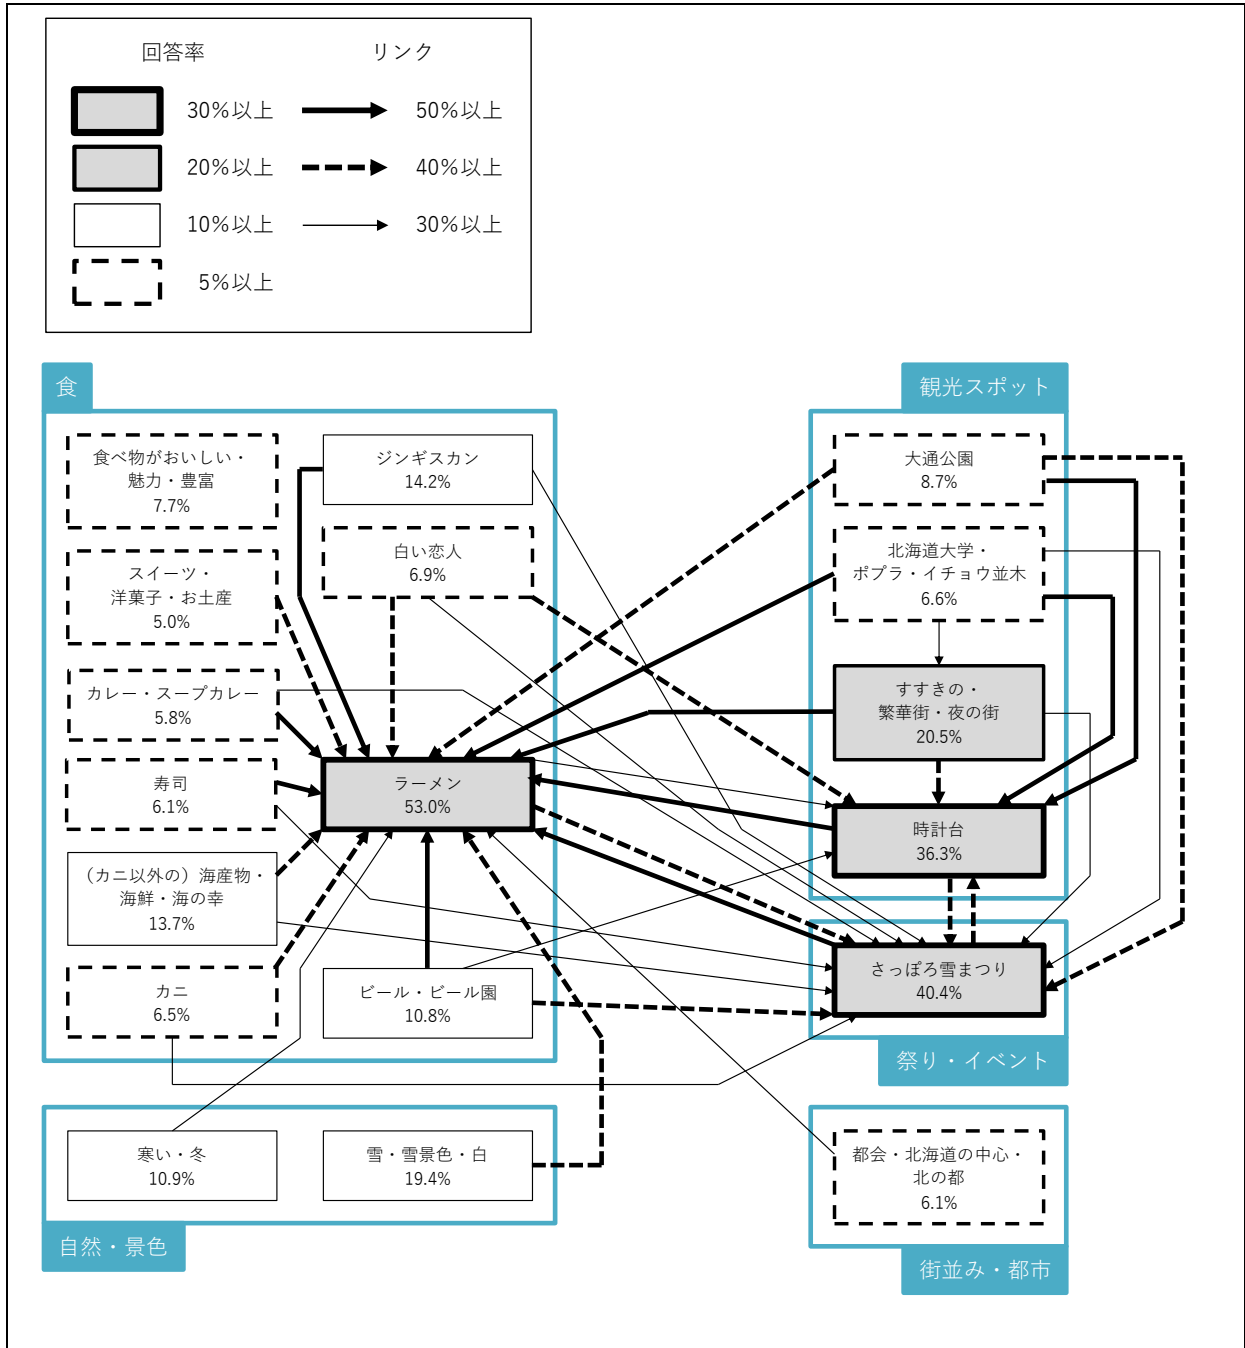 回答率
リンク
30%以上
50%以上
20%以上
40%以上
10%以上
30%以上
5%以上
食
食べ物がおいしい・
魅力・豊富
7.7%
ジンギスカン
14.2%
スイーツ・
洋菓子・お土産
5.0%
白い恋人
6.9%
カレー・スープカレー
5.8%
寿司
6.1%
ラーメン
53.0%
（カニ以外の）海産物・
海鮮・海の幸
13.7%
カニ
6.5%
ビール・ビール園
10.8%
観光スポット
大通公園
8.7%
北海道大学・
ポプラ・イチョウ並木
6.6%
すすきの・
繁華街・夜の街
20.5%
時計台
36.3%
さっぽろ雪まつり
40.4%
祭り・イベント
寒い・冬
10.9%
雪・雪景色・白
19.4%
自然・景色
都会・北海道の中心・
北の都
6.1%
街並み・都市